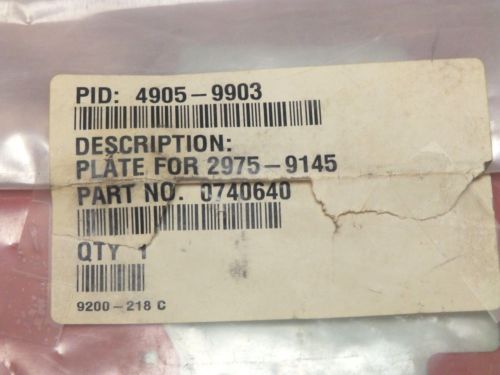 PID: 4905-9903
DESCRIPTION:
PLATE FOR 2975-9145
PART NO. 0740640
QTY 1
9200-218 C